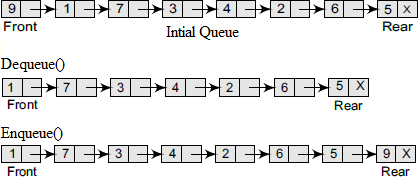 9 1 7 3 4 2 6 5 X
Front Rear
Intial Queue
Dequeue()
1 7 3 4 2 6 5 X
Front Rear
Enqueue()
1 7 3 4 2 6 5 9 X
Front Rear